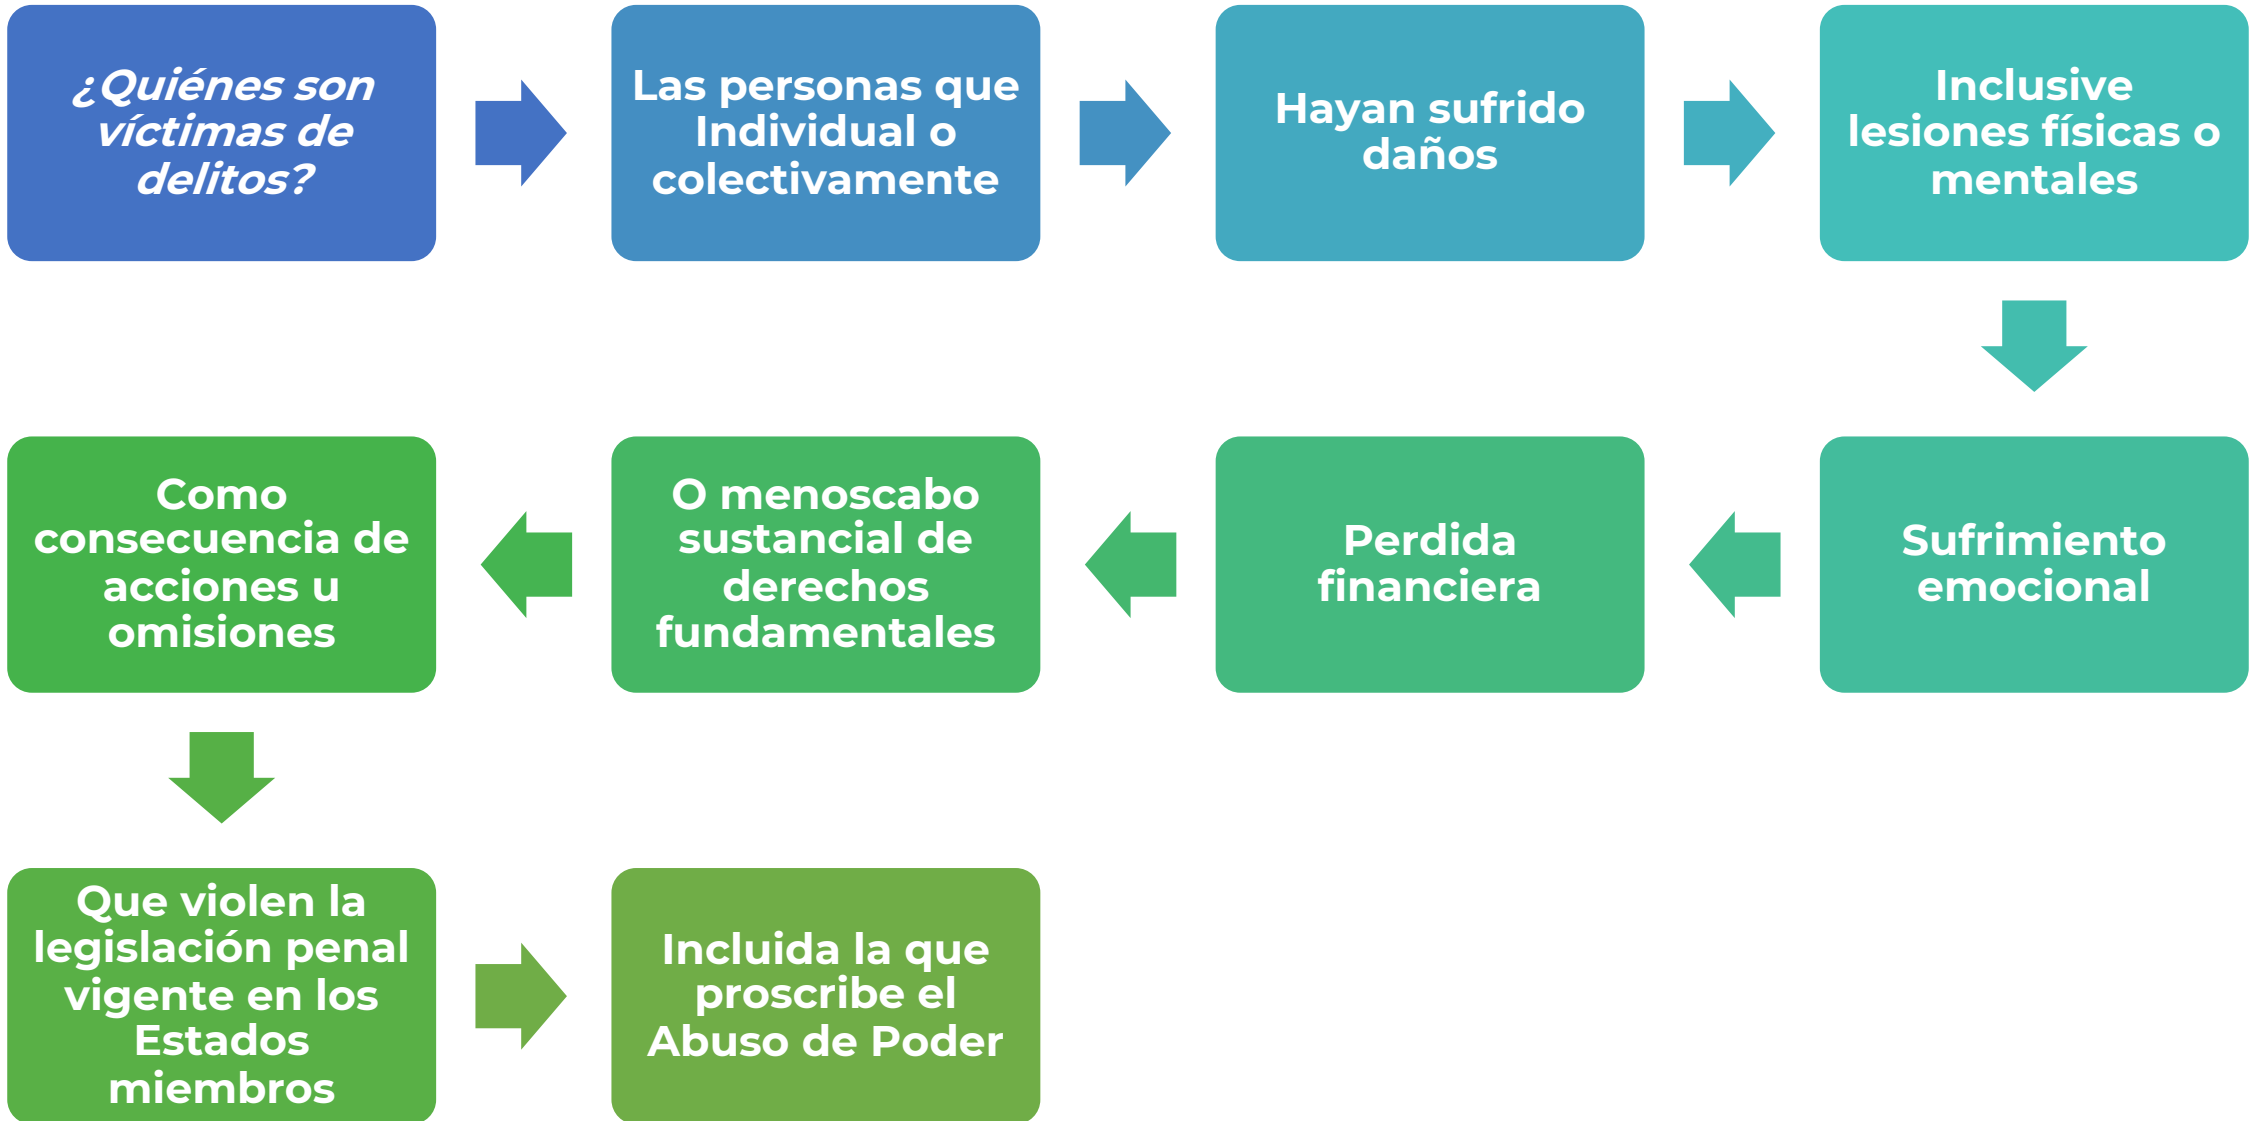 ¿Quiénes son
víctimas de
delitos?
Las personas que
Individual o
colectivamente
Hayan sufrido
daños
Inclusive
lesiones físicas o
mentales
Sufrimiento
emocional
Perdida
financiera
O menoscabo
sustancial de
derechos
fundamentales
Como
consecuencia de
acciones u
omisiones
Que violen la
legislación penal
vigente en los
Estados
miembros
Incluida la que
proscribe el
Abuso de Poder